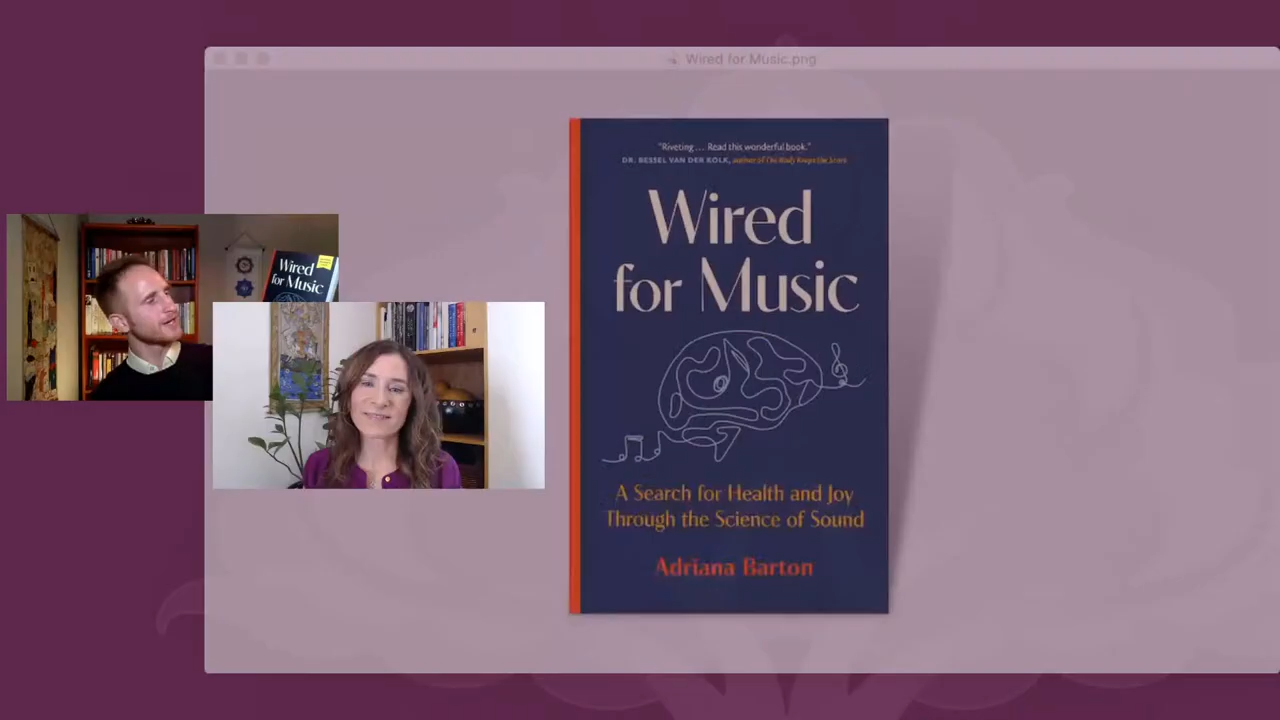 Wired for Music.png
"Riveting ... Read this wonderful book."
DR. BESSEL VAN DER KOLK, author of The Body Keeps the Score
Wired
for Music
A Search for Health and Joy
Through the Science of Sound
Adriana Barton
Wired
for Music